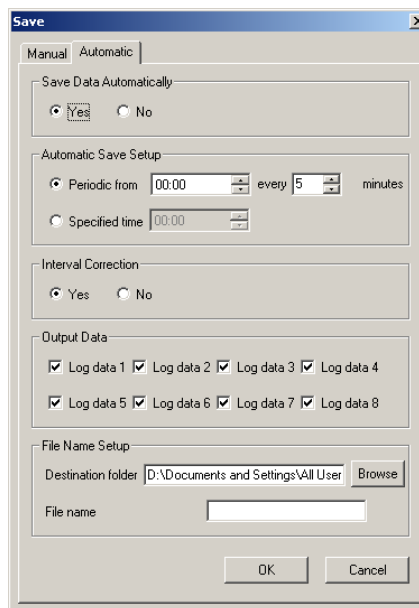 Save
Manual Automatic
Save Data Automatically
Yes No
Automatic Save Setup
Periodic from 00:00 every 5 minutes
Specified time 00:00
Interval Correction
Yes No
Output Data
Log data 1 Log data 2 Log data 3 Log data 4
Log data 5 Log data 6 Log data 7 Log data 8
File Name Setup
Destination folder D:\Documents and Settings\All User Browse
File name
OK Cancel